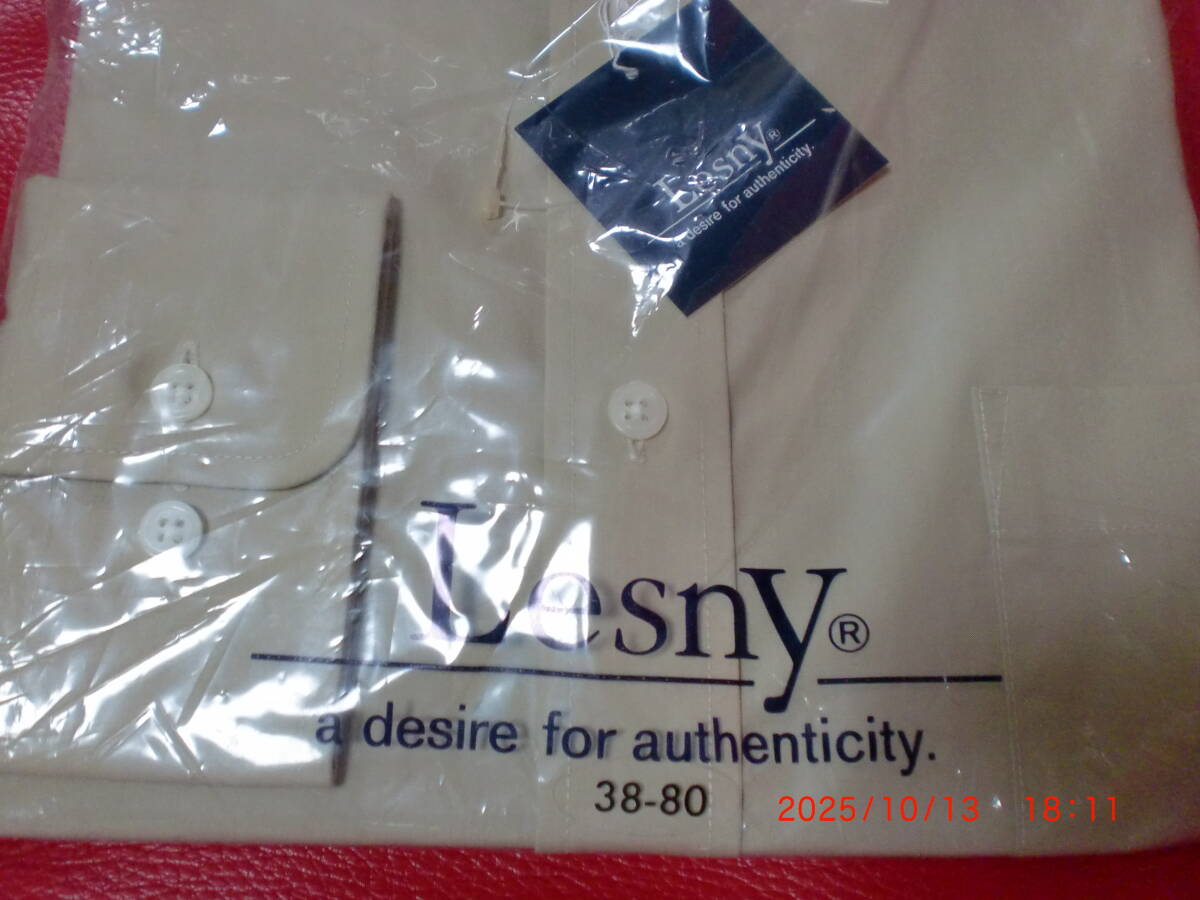 Lesny®
a desire for authenticity.
Lesny®
a desire for authenticity.
38-80
2025/10/13 18:11